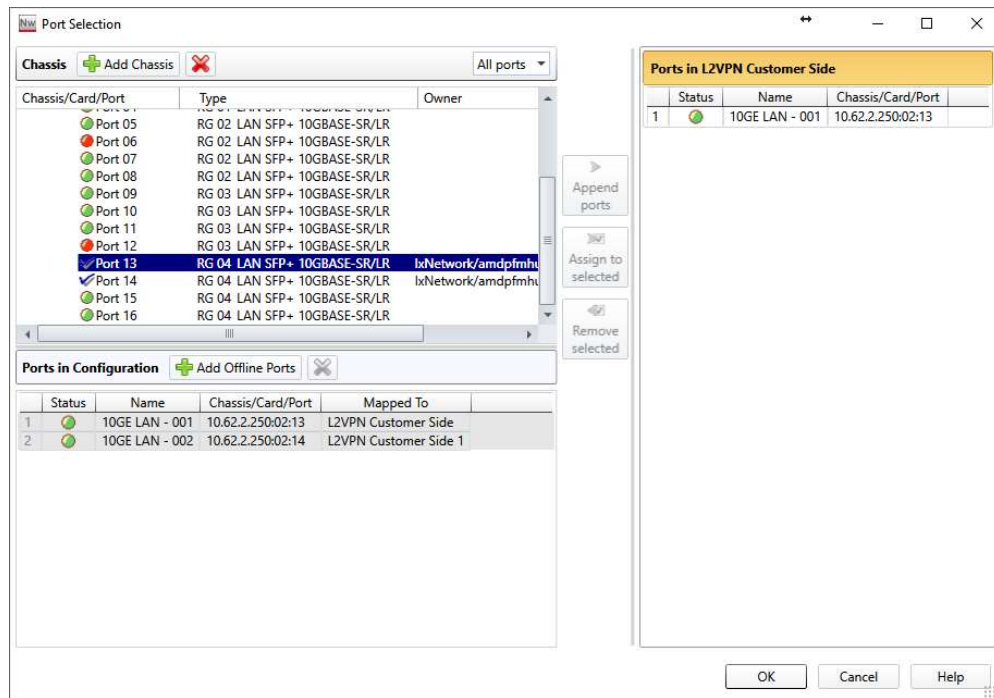 Nw Port Selection
Chassis Add Chassis All ports
Chassis/Card/Port Type Owner
Port 05 RG 02 LAN SFP+ 10GBASE-SR/LR
Port 06 RG 02 LAN SFP+ 10GBASE-SR/LR
Port 07 RG 02 LAN SFP+ 10GBASE-SR/LR
Port 08 RG 02 LAN SFP+ 10GBASE-SR/LR
Port 09 RG 03 LAN SFP+ 10GBASE-SR/LR
Port 10 RG 03 LAN SFP+ 10GBASE-SR/LR
Port 11 RG 03 LAN SFP+ 10GBASE-SR/LR
Port 12 RG 03 LAN SFP+ 10GBASE-SR/LR
Port 13 RG 04 LAN SFP+ 10GBASE-SR/LR IxNetwork/amdpfmhu
Port 14 RG 04 LAN SFP+ 10GBASE-SR/LR IxNetwork/amdpfmhu
Port 15 RG 04 LAN SFP+ 10GBASE-SR/LR
Port 16 RG 04 LAN SFP+ 10GBASE-SR/LR
Ports in Configuration Add Offline Ports
Status Name Chassis/Card/Port Mapped To
1 10GE LAN - 001 10.62.2.250:02:13 L2VPN Customer Side
2 10GE LAN - 002 10.62.2.250:02:14 L2VPN Customer Side 1
Append
ports
Assign to
selected
Remove
selected
Ports in L2VPN Customer Side
Status Name Chassis/Card/Port
1 10GE LAN - 001 10.62.2.250:02:13
OK Cancel Help